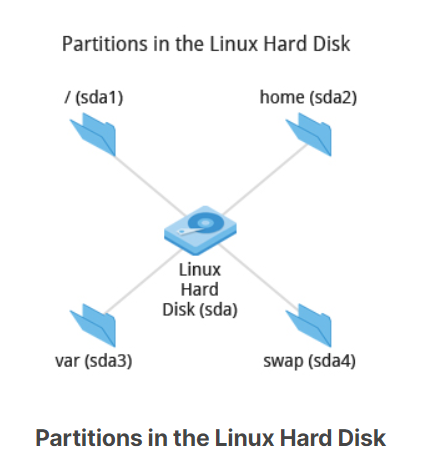 Partitions in the Linux Hard Disk
/ (sda1)
home (sda2)
Linux
Hard
Disk (sda)
var (sda3)
swap (sda4)
Partitions in the Linux Hard Disk